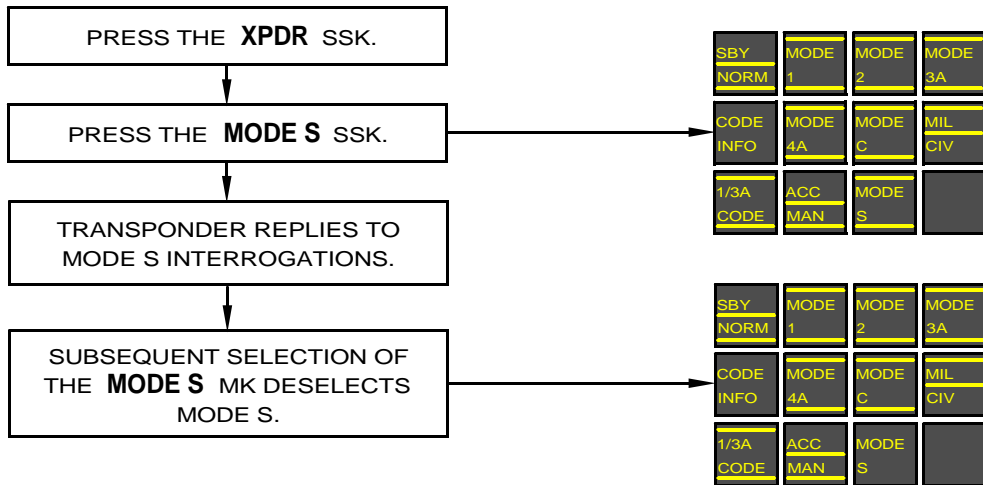 PRESS THE XPDR SSK.
PRESS THE MODE S SSK.
TRANSPONDER REPLIES TO
MODE S INTERROGATIONS.
SUBSEQUENT SELECTION OF
THE MODE S MK DESELECTS
MODE S.
SBY MODE MODE MODE
NORM 1 2 3A
CODE MODE MODE MIL
INFO 4A C CIV
1/3A ACC MODE
CODE MAN S
SBY MODE MODE MODE
NORM 1 2 3A
CODE MODE MODE MIL
INFO 4A C CIV
1/3A ACC MODE
CODE MAN S